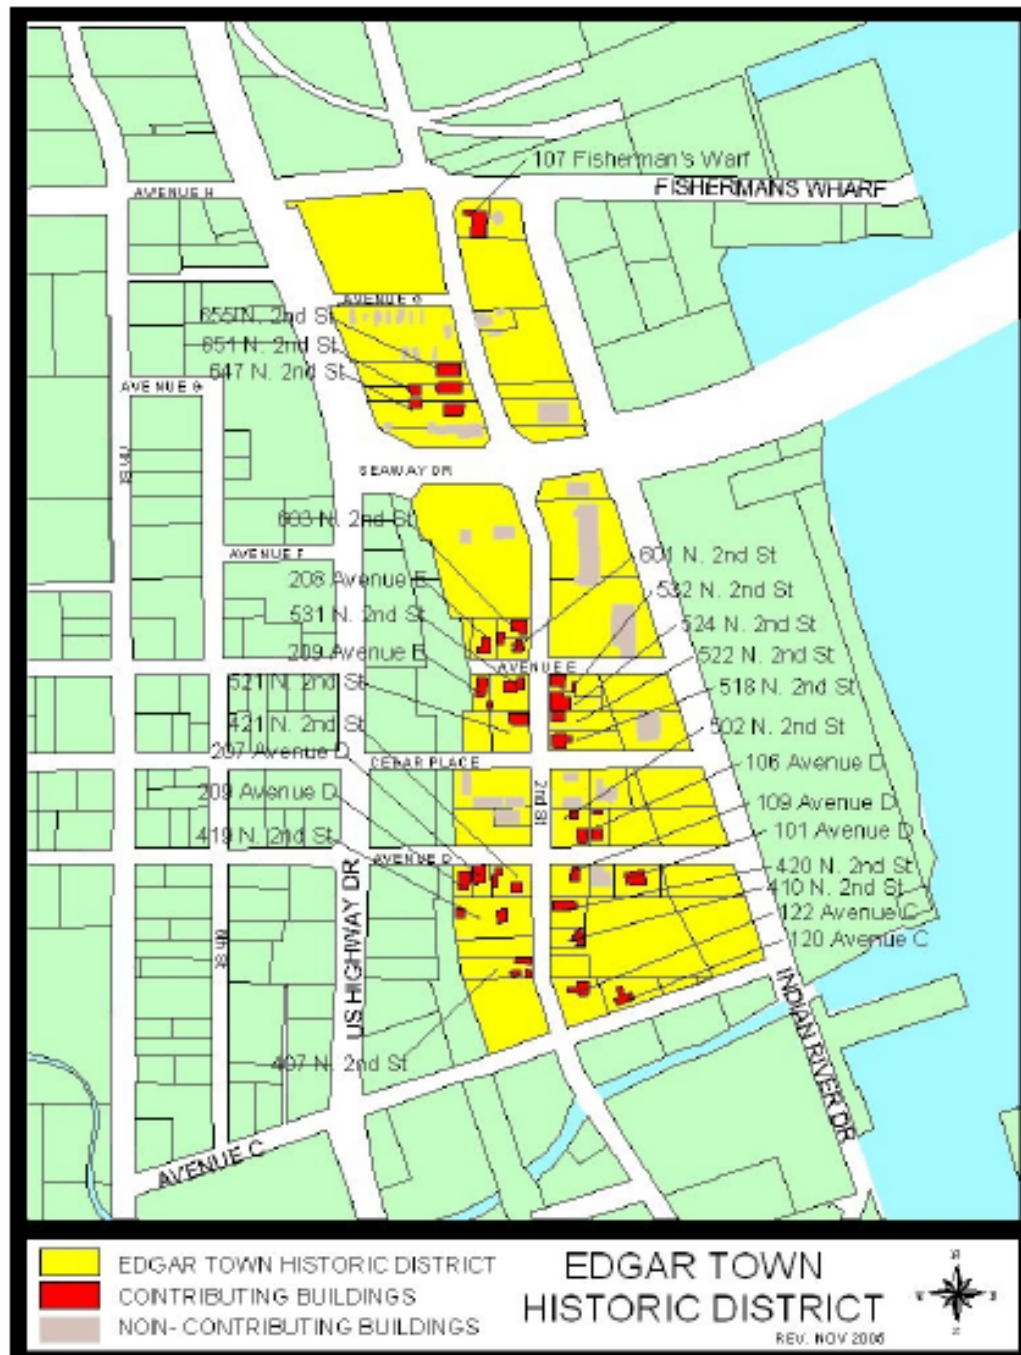 107 Fisherman's Warf
FISHERMANS WHARF
AVENUE H
AVENUE G
655 N. 2nd St
651 N. 2nd St
647 N. 2nd St
AVENUE G
SEAWAY DR
603 N. 2nd St
AVENUE F
601 N. 2nd St
208 Avenue E
532 N. 2nd St
531 N. 2nd St
524 N. 2nd St
209 Avenue E
AVENUE E
522 N. 2nd St
521 N. 2nd St
518 N. 2nd St
421 N. 2nd St
502 N. 2nd St
207 Avenue D
CEDAR PLACE
106 Avenue D
209 Avenue D
2nd St
109 Avenue D
419 N. 2nd St
101 Avenue D
AVENUE D
420 N. 2nd St
410 N. 2nd St
122 Avenue C
120 Avenue C
US HIGHWAY DR
INDIAN RIVER DR
407 N. 2nd St
AVENUE C
EDGAR TOWN HISTORIC DISTRICT
CONTRIBUTING BUILDINGS
NON- CONTRIBUTING BUILDINGS
EDGAR TOWN
HISTORIC DISTRICT
REV. NOV 2006